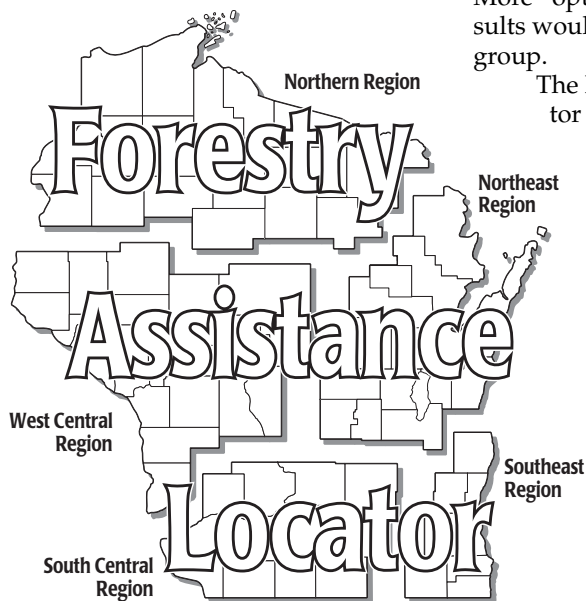 More "opt
sults woul
group.
The
tor
Northern Region
Forestry
Northeast
Region
Assistance
West Central
Region
Southeast
Region
Locator
South Central
Region